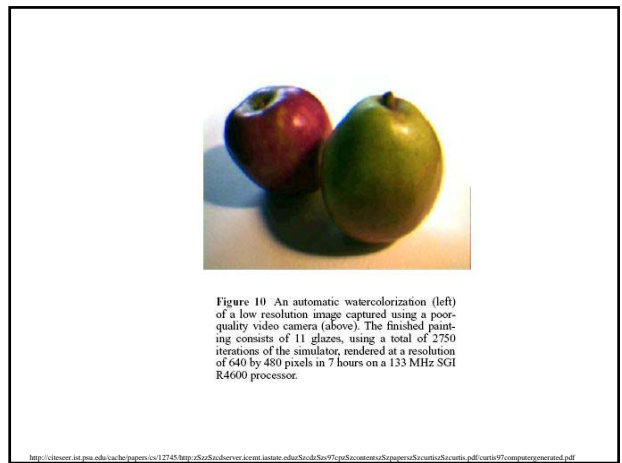 Figure 10 An automatic watercolorization (left)
of a low resolution image captured using a poor-
quality video camera (above). The finished paint-
ing consists of 11 glazes, using a total of 2750
iterations of the simulator, rendered at a resolution
of 640 by 480 pixels in 7 hours on a 133 MHz SGI
R4600 processor.
http://citeseer.ist.psu.edu/cache/papers/cs/12745/http:zSzzSzcdserver.icemt.iastate.eduzSzcdzSzs97cpzSzcontentszSzpaperszSzcurtiszSzcurtis.pdf/curtis97computergenerated.pdf